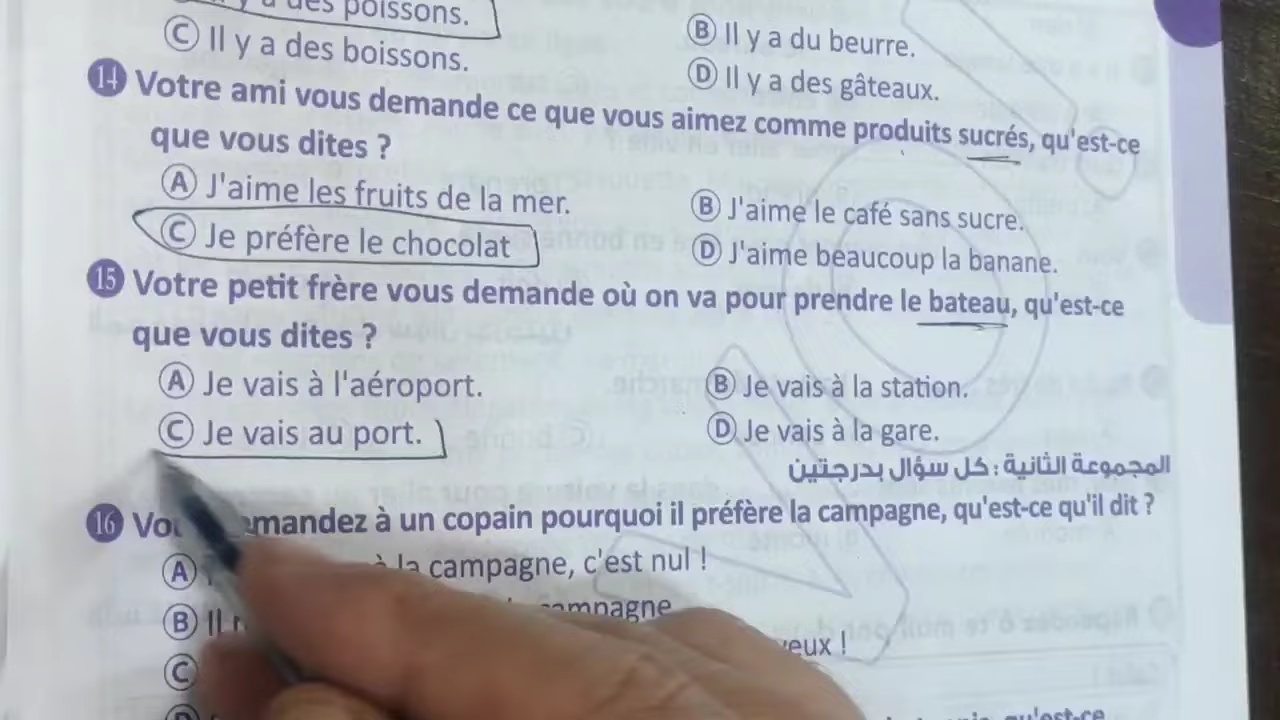 des poissons.
C Il y a des boissons.
B Il y a du beurre.
D Il y a des gâteaux.
14 Votre ami vous demande ce que vous aimez comme produits sucrés, qu'est-ce
que vous dites ?
A J'aime les fruits de la mer.
B J'aime le café sans sucre.
C Je préfère le chocolat
D J'aime beaucoup la banane.
15 Votre petit frère vous demande où on va pour prendre le bateau, qu'est-ce
que vous dites ?
A Je vais à l'aéroport.
B Je vais à la station.
C Je vais au port.
D Je vais à la gare.
المجموعة الثانية : كل سؤال بدرجتين
16 à un copain pourquoi il préfère la campagne, qu'est-ce qu'il dit ?
A à la campagne, c'est nul !
B Il
C
D
qu'est-ce